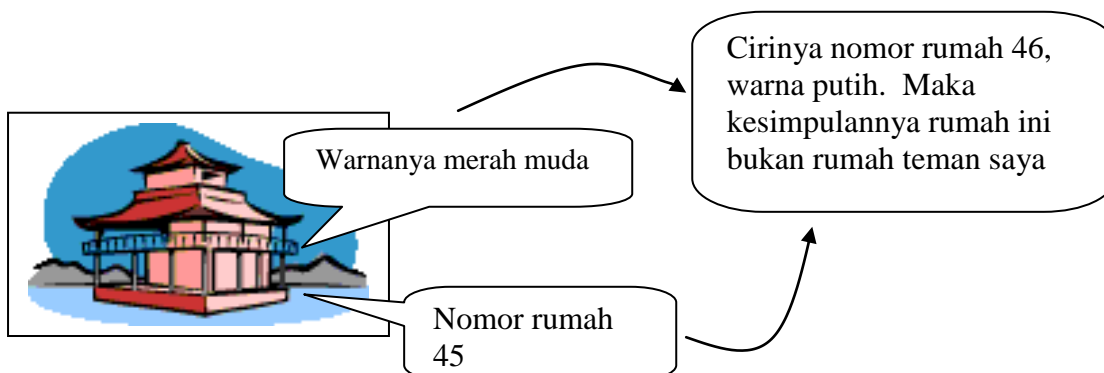 Cirinya nomor rumah 46,
warna putih.  Maka
kesimpulannya rumah ini
bukan rumah teman saya
Warnanya merah muda
Nomor rumah
45